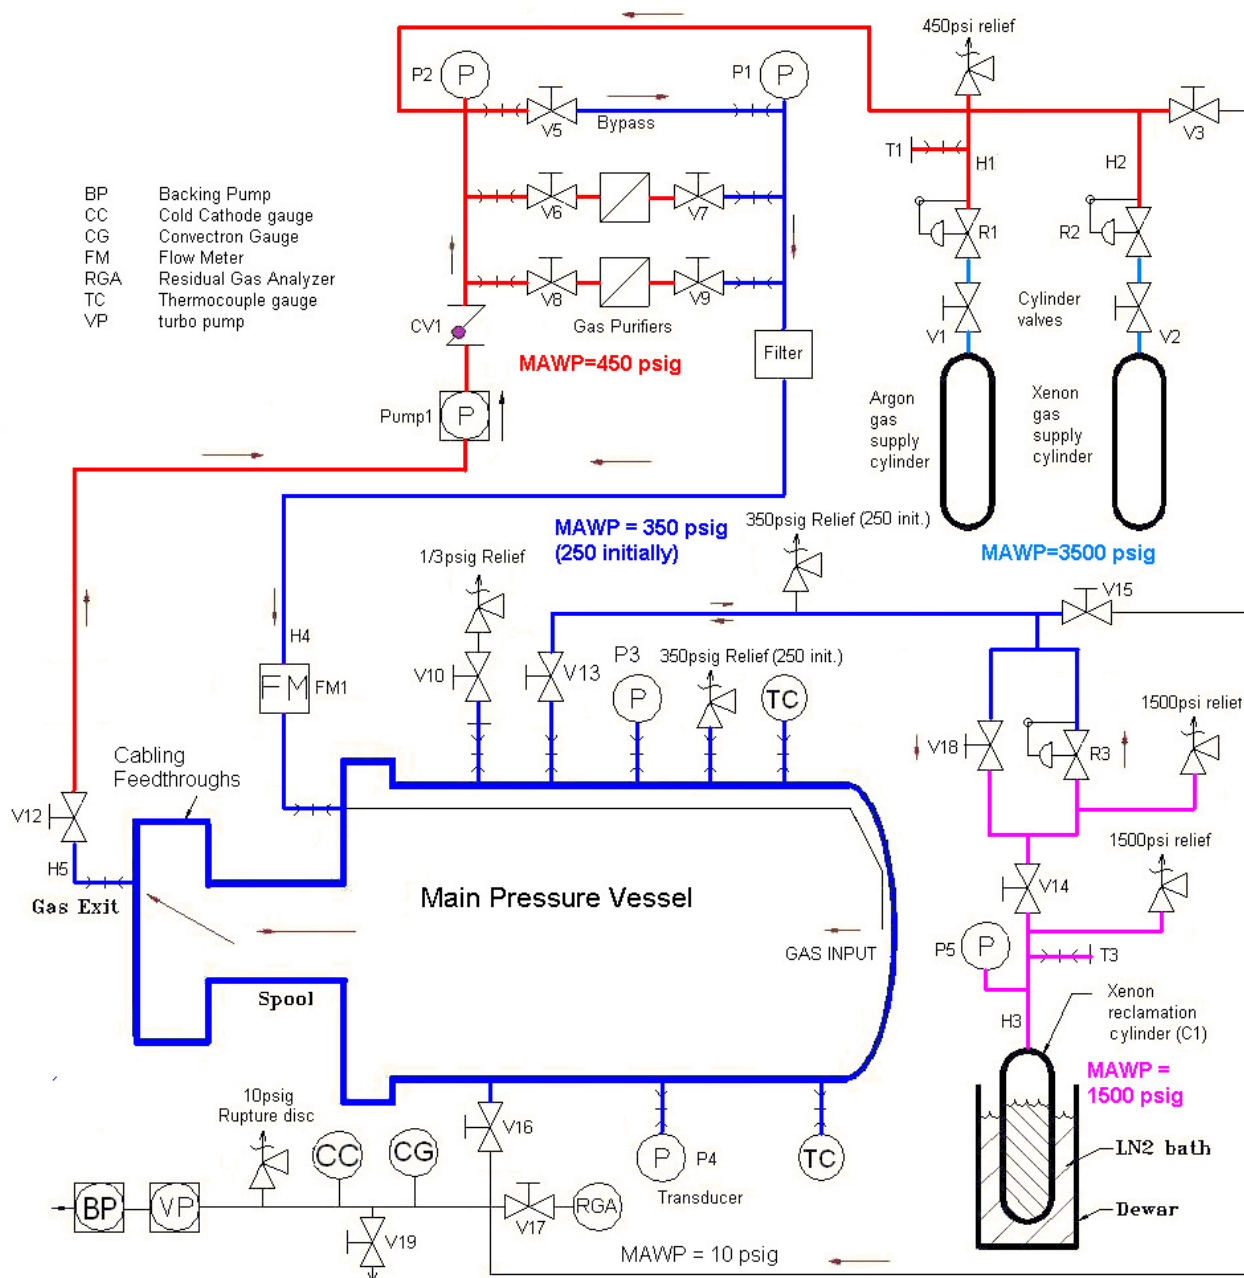 450psi relief
P2
P
P1
P
V5
Bypass
V3
T1
H1
H2
BP Backing Pump
CC Cold Cathode gauge
CG Convectron Gauge
FM Flow Meter
RGA Residual Gas Analyzer
TC Thermocouple gauge
VP turbo pump
V6
V7
R1
R2
V8
V9
Gas Purifiers
CV1
Cylinder
valves
V1
V2
MAWP=450 psig
Filter
Pump1
P
Argon
gas
supply
cylinder
Xenon
gas
supply
cylinder
350psig Relief (250 init.)
MAWP = 350 psig
(250 initially)
MAWP=3500 psig
1/3psig Relief
V15
H4
P3
350psig Relief (250 init.)
V10
V13
P
TC
FM
FM1
1500psi relief
V18
R3
Cabling
Feedthroughs
V12
1500psi relief
H5
Gas Exit
V14
Main Pressure Vessel
P5
P
T3
GAS INPUT
Spool
H3
Xenon
reclamation
cylinder (C1)
MAWP =
1500 psig
10psig
Rupture disc
V16
CC
CG
P
P4
TC
Transducer
LN2 bath
BP
VP
V17
RGA
Dewar
V19
MAWP = 10 psig